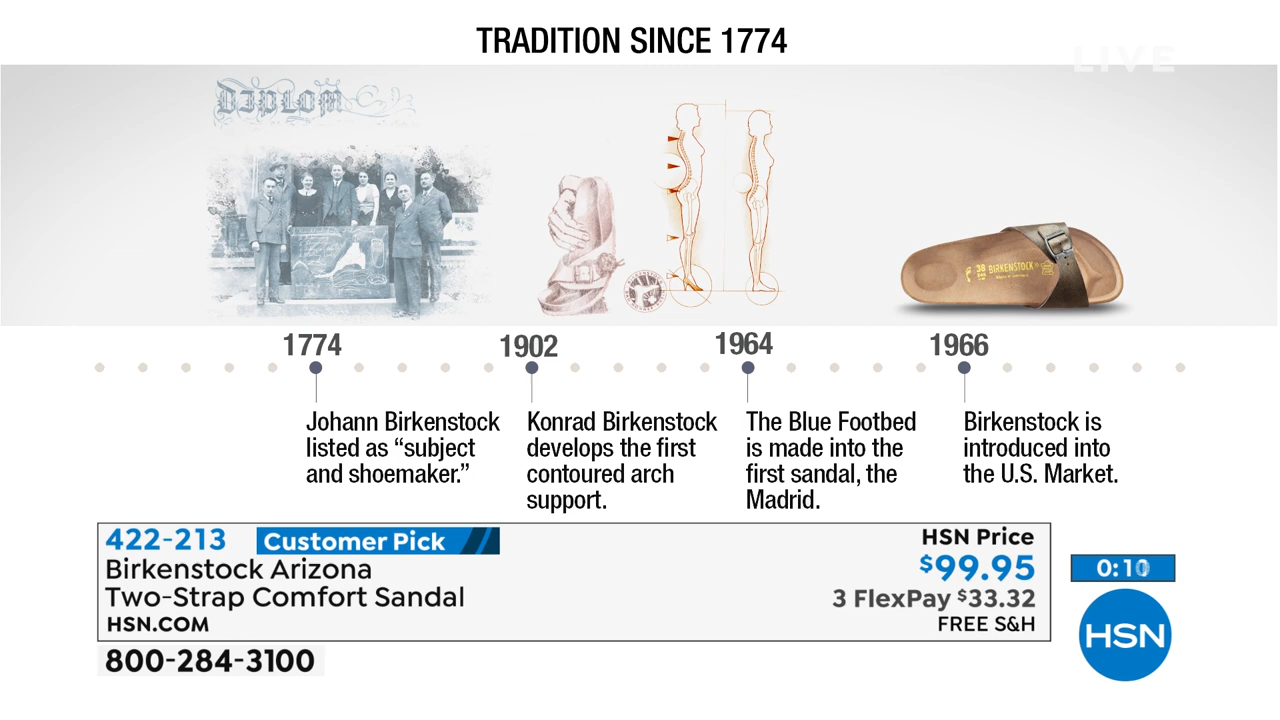 TRADITION SINCE 1774
LIVE
Diplom
38
BIRKENSTOCK
1774
1902
1964
1966
Johann Birkenstock
listed as “subject
and shoemaker.”
Konrad Birkenstock
develops the first
contoured arch
support.
The Blue Footbed
is made into the
first sandal, the
Madrid.
Birkenstock is
introduced into
the U.S. Market.
422-213 Customer Pick
Birkenstock Arizona
Two-Strap Comfort Sandal
HSN.COM
HSN Price
$99.95
3 FlexPay $33.32
FREE S&H
800-284-3100
0:10
HSN